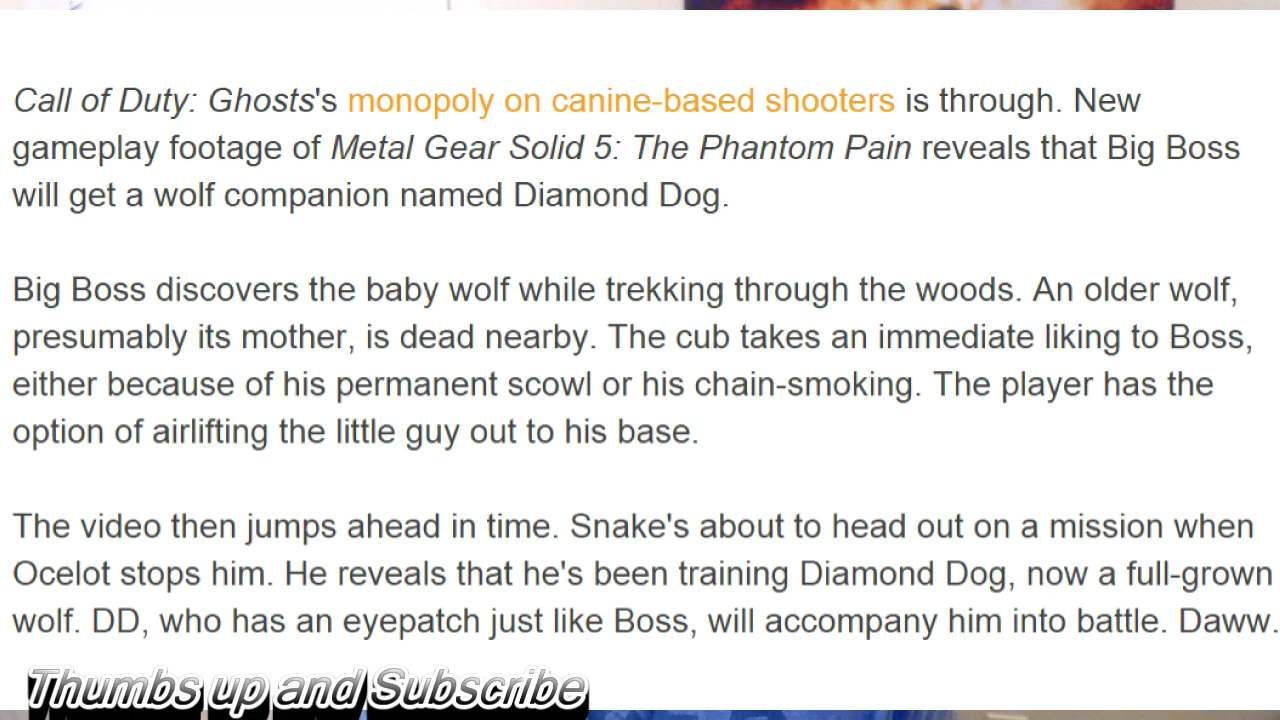 Call of Duty: Ghosts's monopoly on canine-based shooters is through. New
gameplay footage of Metal Gear Solid 5: The Phantom Pain reveals that Big Boss
will get a wolf companion named Diamond Dog.
Big Boss discovers the baby wolf while trekking through the woods. An older wolf,
presumably its mother, is dead nearby. The cub takes an immediate liking to Boss,
either because of his permanent scowl or his chain-smoking. The player has the
option of airlifting the little guy out to his base.
The video then jumps ahead in time. Snake's about to head out on a mission when
Ocelot stops him. He reveals that he's been training Diamond Dog, now a full-grown
wolf. DD, who has an eyepatch just like Boss, will accompany him into battle. Daww.
Thumbs up and Subscribe